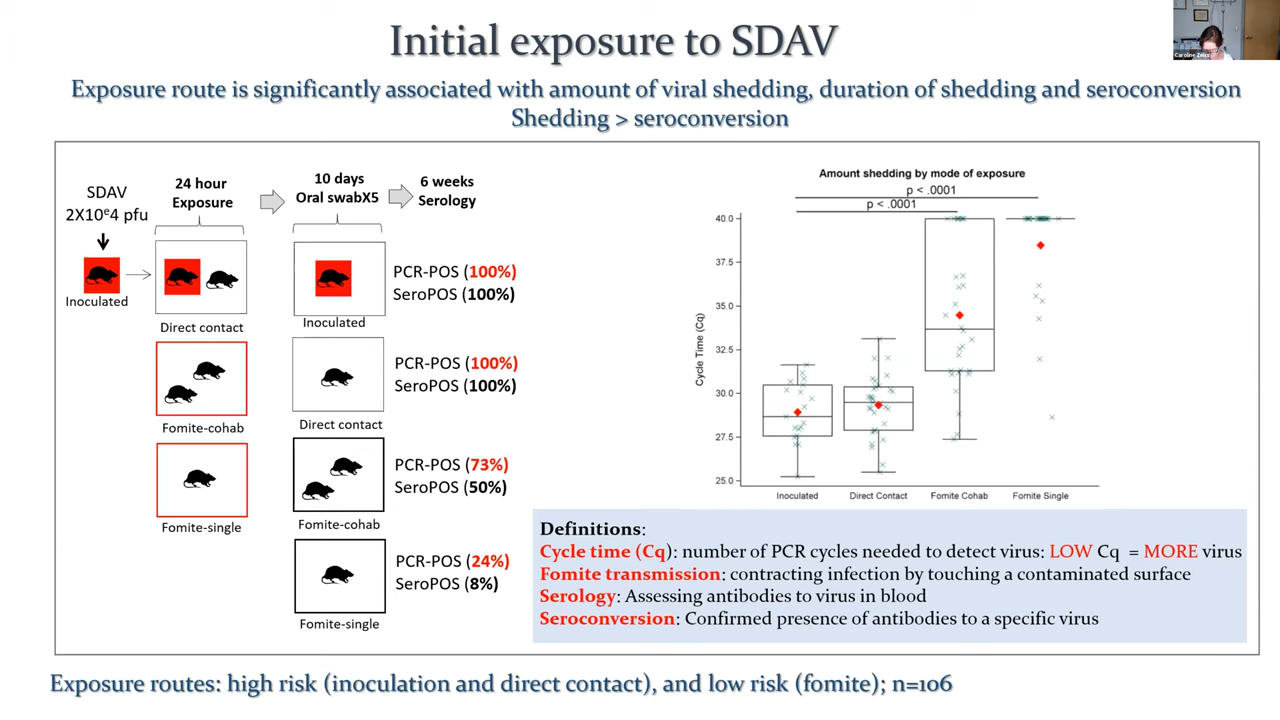 Initial exposure to SDAV
Caroline Zeiss
Exposure route is significantly associated with amount of viral shedding, duration of shedding and seroconversion
Shedding > seroconversion
SDAV
2X10e4 pfu
Inoculated
24 hour
Exposure
Direct contact
Fomite-cohab
Fomite-single
10 days
Oral swabX5
6 weeks
Serology
Inoculated
PCR-POS (100%)
SeroPOS (100%)
Direct contact
PCR-POS (100%)
SeroPOS (100%)
Fomite-cohab
PCR-POS (73%)
SeroPOS (50%)
Fomite-single
PCR-POS (24%)
SeroPOS (8%)
Amount shedding by mode of exposure
p < .0001
p < .0001
Cycle Time (Cq)
40.0
37.5
35.0
32.5
30.0
27.5
25.0
Inoculated
Direct Contact
Fomite Cohab
Fomite Single
Definitions:
Cycle time (Cq): number of PCR cycles needed to detect virus: LOW Cq = MORE virus
Fomite transmission: contracting infection by touching a contaminated surface
Serology: Assessing antibodies to virus in blood
Seroconversion: Confirmed presence of antibodies to a specific virus
Exposure routes: high risk (inoculation and direct contact), and low risk (fomite); n=106